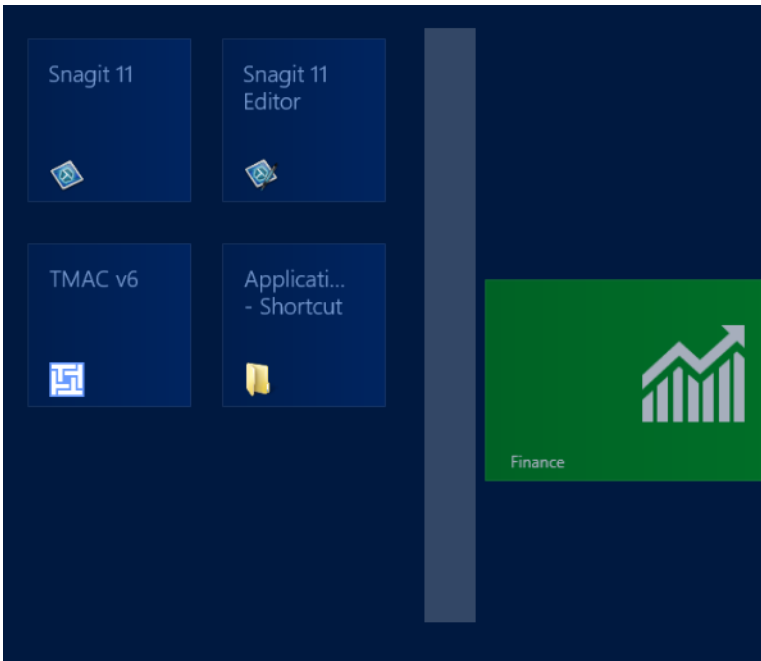 Snagit 11
Snagit 11
Editor
TMAC v6
Applicati...
- Shortcut
Finance